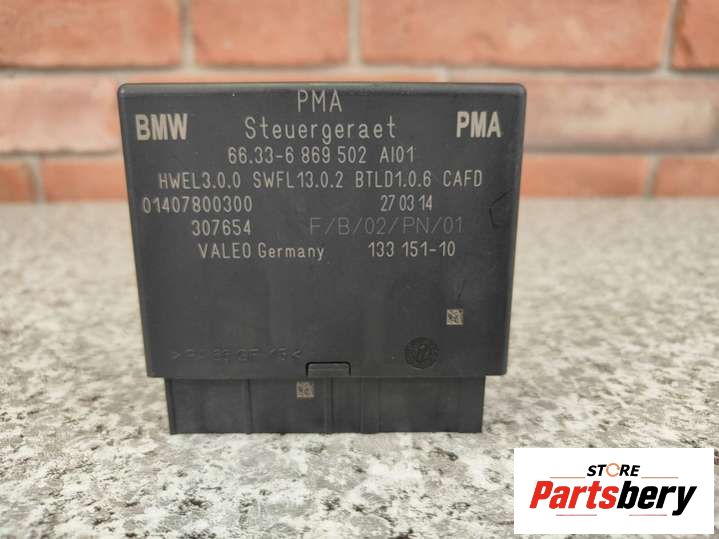 PMA
BMW Steuergeraet PMA
66.33-6 869 502 AI01
HWEL3.0.0 SWFL13.0.2 BTLD1.0.6 CAFD
01407800300 27 03 14
307654 F/B/02/PN/01
VALEO Germany 133 151-10
STORE
Partsbery